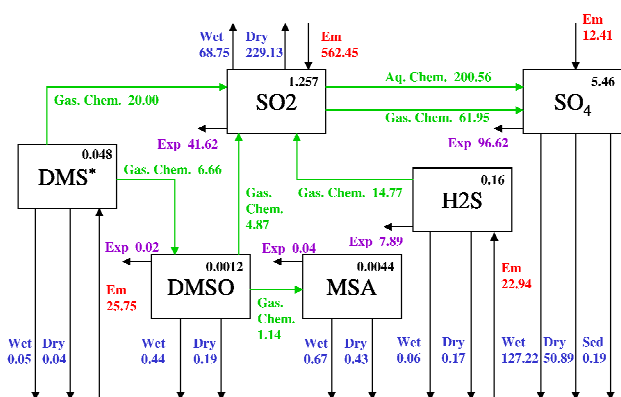 Wet Dry Em
68.75 229.13 562.45
Em
12.41
1.257
SO2
5.46
SO4
Aq. Chem. 200.56
Gas. Chem. 61.95
Gas. Chem. 20.00
Exp 41.62
Exp 96.62
0.048
DMS*
Gas. Chem. 6.66
Gas.
Chem.
4.87
Gas. Chem. 14.77
0.16
H2S
Exp 7.89
Exp 0.02
Exp 0.04
0.0012
DMSO
0.0044
MSA
Em
25.75
Em
22.94
Gas.
Chem.
1.14
Wet Dry
0.05 0.04
Wet Dry
0.44 0.19
Wet Dry
0.67 0.43
Wet Dry
0.06 0.17
Wet Dry Sed
127.22 50.89 0.19